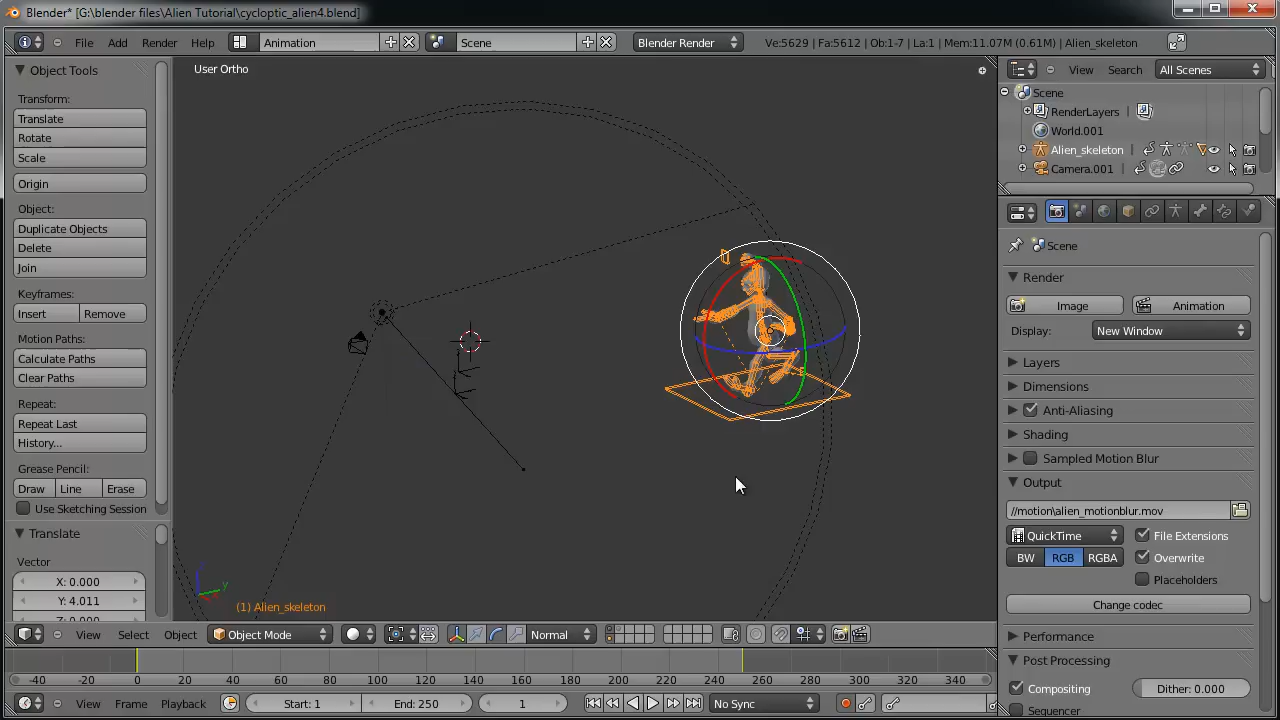 Blender* [G:\blender files\Alien Tutorial\cycloptic_alien4.blend]
File Add Render Help Animation Scene Blender Render Ve:5629 | Fa:5612 | Ob:1-7 | La:1 | Mem:11.07M (0.61M) | Alien_skeleton
View Search All Scenes
Object Tools
Transform:
Translate
Rotate
Scale
Origin
Object:
Duplicate Objects
Delete
Join
Keyframes:
Insert Remove
Motion Paths:
Calculate Paths
Clear Paths
Repeat:
Repeat Last
History...
Grease Pencil:
Draw Line Erase
Use Sketching Session
Translate
Vector
X: 0.000
Y: 4.011
User Ortho
y
(1) Alien_skeleton
Scene
RenderLayers
World.001
Alien_skeleton
Camera.001
Scene
Render
Image Animation
Display: New Window
Layers
Dimensions
Anti-Aliasing
Shading
Sampled Motion Blur
Output
//motion\alien_motionblur.mov
QuickTime File Extensions
BW RGB RGBA Overwrite
Placeholders
Change codec
Performance
Post Processing
Compositing Dither: 0.000
Sequencer
View Select Object Object Mode Normal
-40 -20 0 20 40 60 80 100 120 140 160 180 200 220 240 260 280 300 320 340
View Frame Playback Start: 1 End: 250 1 No Sync